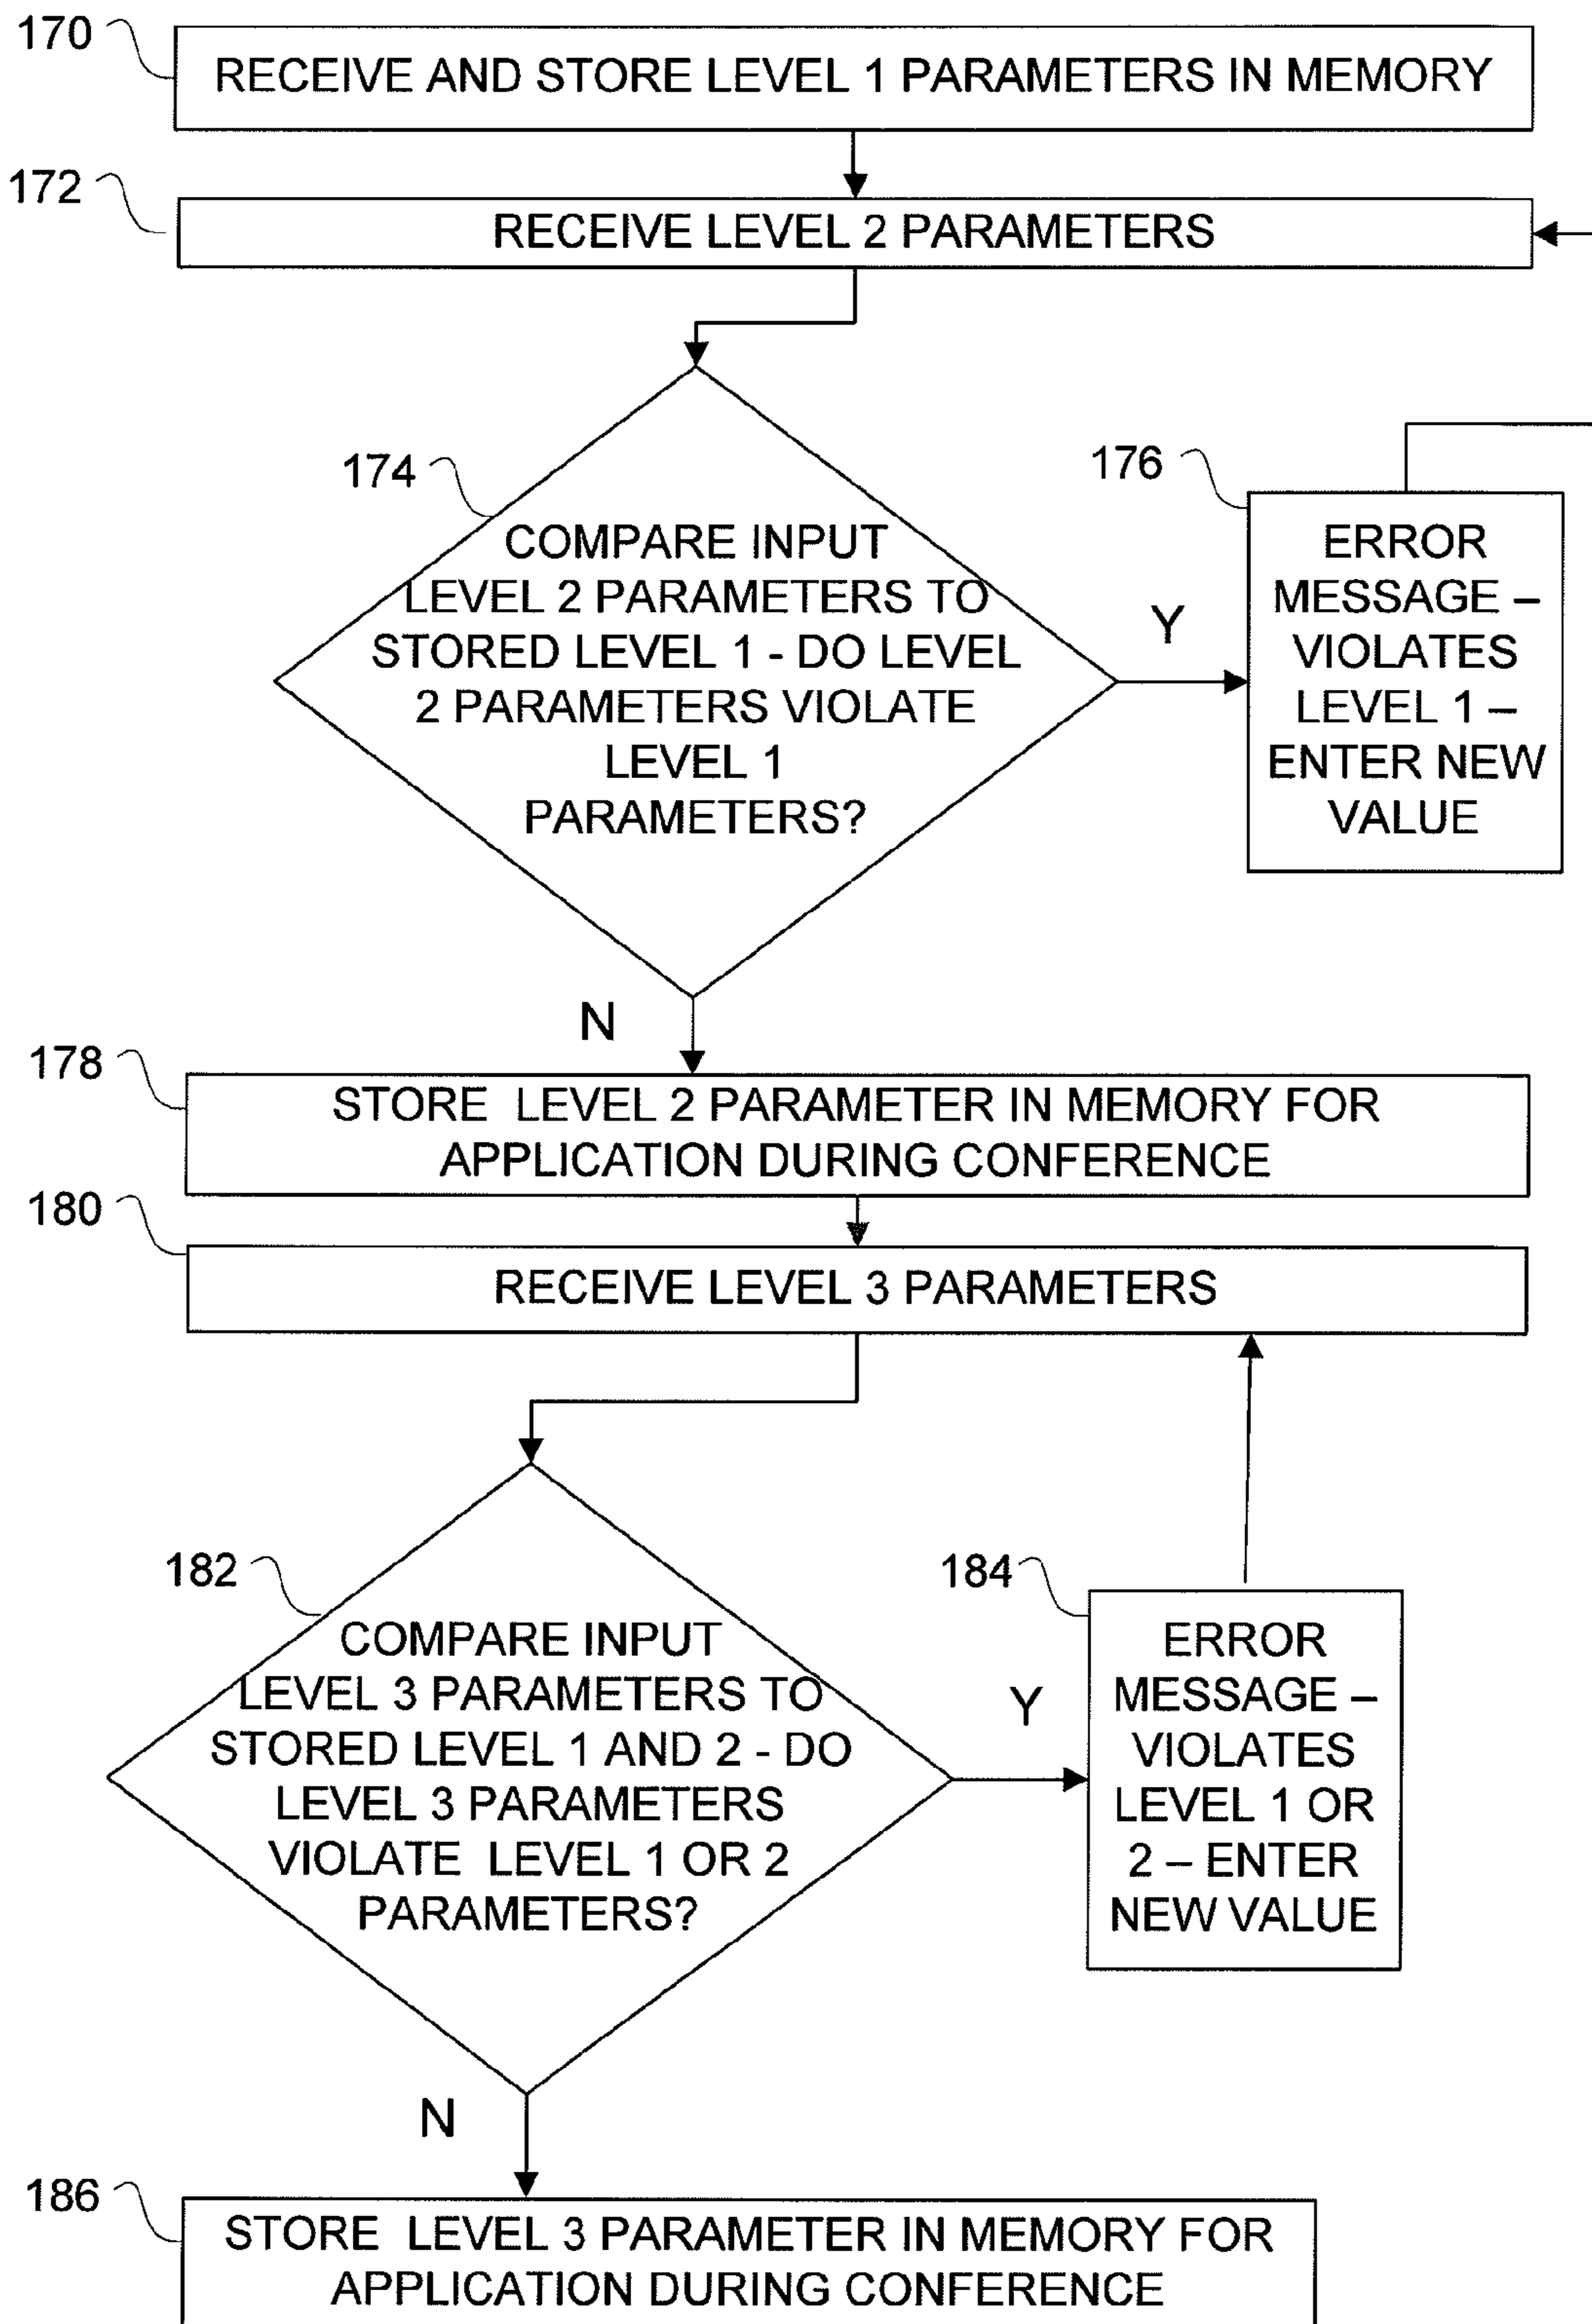 170
RECEIVE AND STORE LEVEL 1 PARAMETERS IN MEMORY
172
RECEIVE LEVEL 2 PARAMETERS
174
COMPARE INPUT
LEVEL 2 PARAMETERS TO
STORED LEVEL 1 - DO LEVEL
2 PARAMETERS VIOLATE
LEVEL 1
PARAMETERS?
Y
176
ERROR
MESSAGE –
VIOLATES
LEVEL 1 –
ENTER NEW
VALUE
N
178
STORE LEVEL 2 PARAMETER IN MEMORY FOR
APPLICATION DURING CONFERENCE
180
RECEIVE LEVEL 3 PARAMETERS
182
COMPARE INPUT
LEVEL 3 PARAMETERS TO
STORED LEVEL 1 AND 2 - DO
LEVEL 3 PARAMETERS
VIOLATE LEVEL 1 OR 2
PARAMETERS?
Y
184
ERROR
MESSAGE –
VIOLATES
LEVEL 1 OR
2 – ENTER
NEW VALUE
N
186
STORE LEVEL 3 PARAMETER IN MEMORY FOR
APPLICATION DURING CONFERENCE